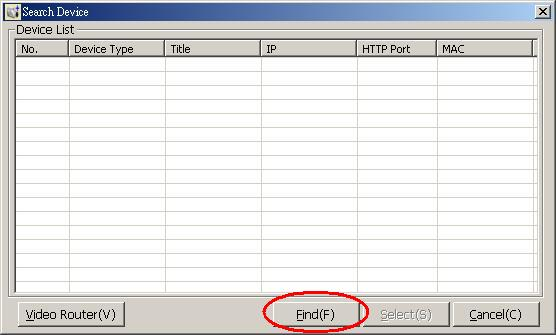 Search Device
Device List
No. Device Type Title IP HTTP Port MAC
Video Router(V) Find(F) Select(S) Cancel(C)